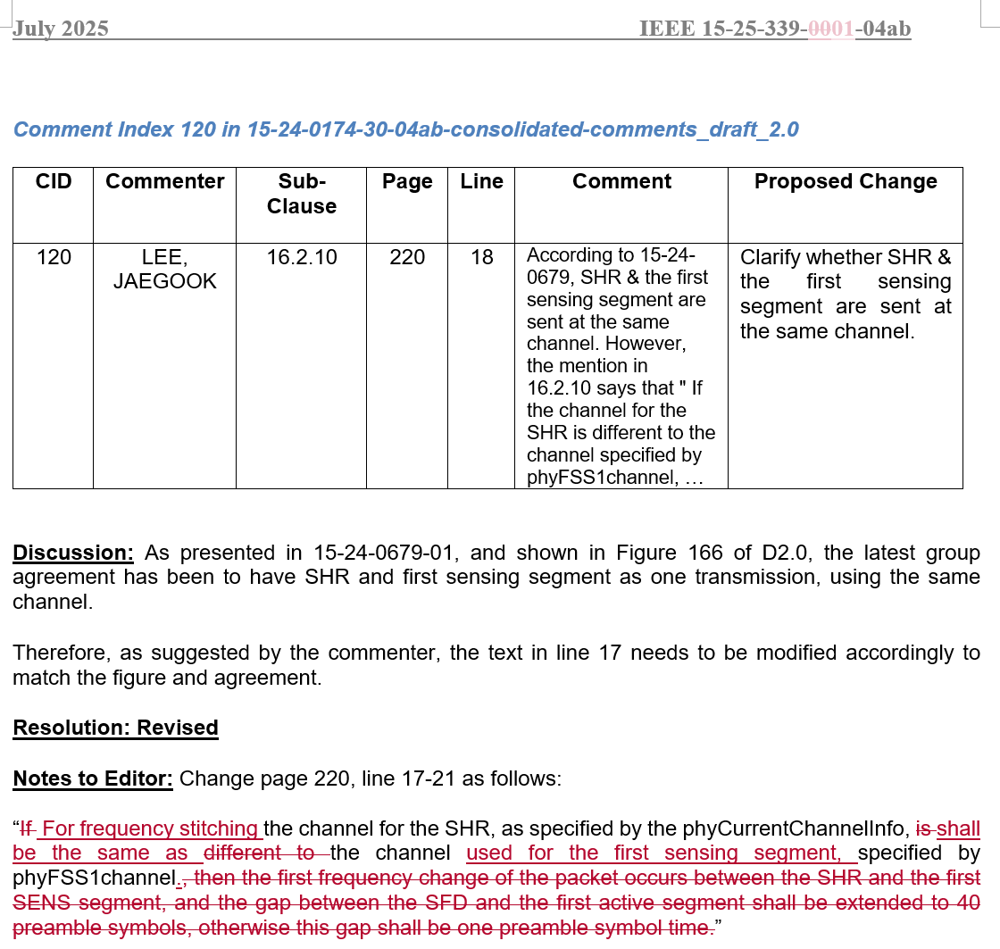 July 2025 IEEE 15-25-339-0001-04ab
Comment Index 120 in 15-24-0174-30-04ab-consolidated-comments_draft_2.0
CID Commenter Sub-Clause Page Line Comment Proposed Change
120 LEE, JAEGOOK 16.2.10 220 18
According to 15-24-
0679, SHR & the first
sensing segment are
sent at the same
channel. However,
the mention in
16.2.10 says that " If
the channel for the
SHR is different to the
channel specified by
phyFSS1channel, …
Clarify whether SHR &
the first sensing
segment are sent at
the same channel.
Discussion: As presented in 15-24-0679-01, and shown in Figure 166 of D2.0, the latest group
agreement has been to have SHR and first sensing segment as one transmission, using the same
channel.
Therefore, as suggested by the commenter, the text in line 17 needs to be modified accordingly to
match the figure and agreement.
Resolution: Revised
Notes to Editor: Change page 220, line 17-21 as follows:
“If For frequency stitching the channel for the SHR, as specified by the phyCurrentChannelInfo, is shall
be the same as different to the channel used for the first sensing segment, specified by
phyFSS1channel., then the first frequency change of the packet occurs between the SHR and the first
SENS segment, and the gap between the SFD and the first active segment shall be extended to 40
preamble symbols, otherwise this gap shall be one preamble symbol time.”